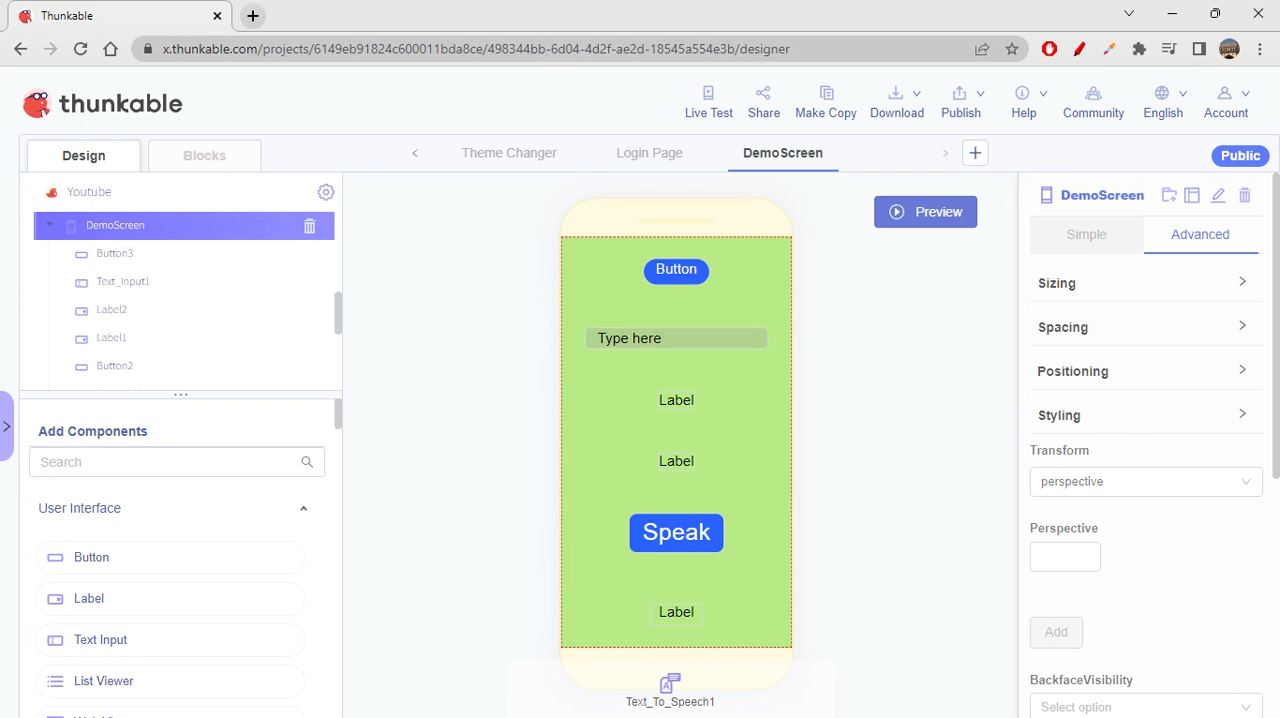 Thunkable
x.thunkable.com/projects/6149eb91824c600011bda8ce/498344bb-6d04-4d2f-ae2d-18545a554e3b/designer
thunkable
Live Test
Share
Make Copy
Download
Publish
Help
Community
English
Account
Design
Blocks
Theme Changer
Login Page
DemoScreen
Public
Youtube
DemoScreen
Button3
Text_Input1
Label2
Label1
Button2
Add Components
Search
User Interface
Button
Label
Text Input
List Viewer
Button
Type here
Label
Label
Speak
Label
Text_To_Speech1
Preview
DemoScreen
Simple
Advanced
Sizing
Spacing
Positioning
Styling
Transform
perspective
Perspective
Add
BackfaceVisibility
Select option